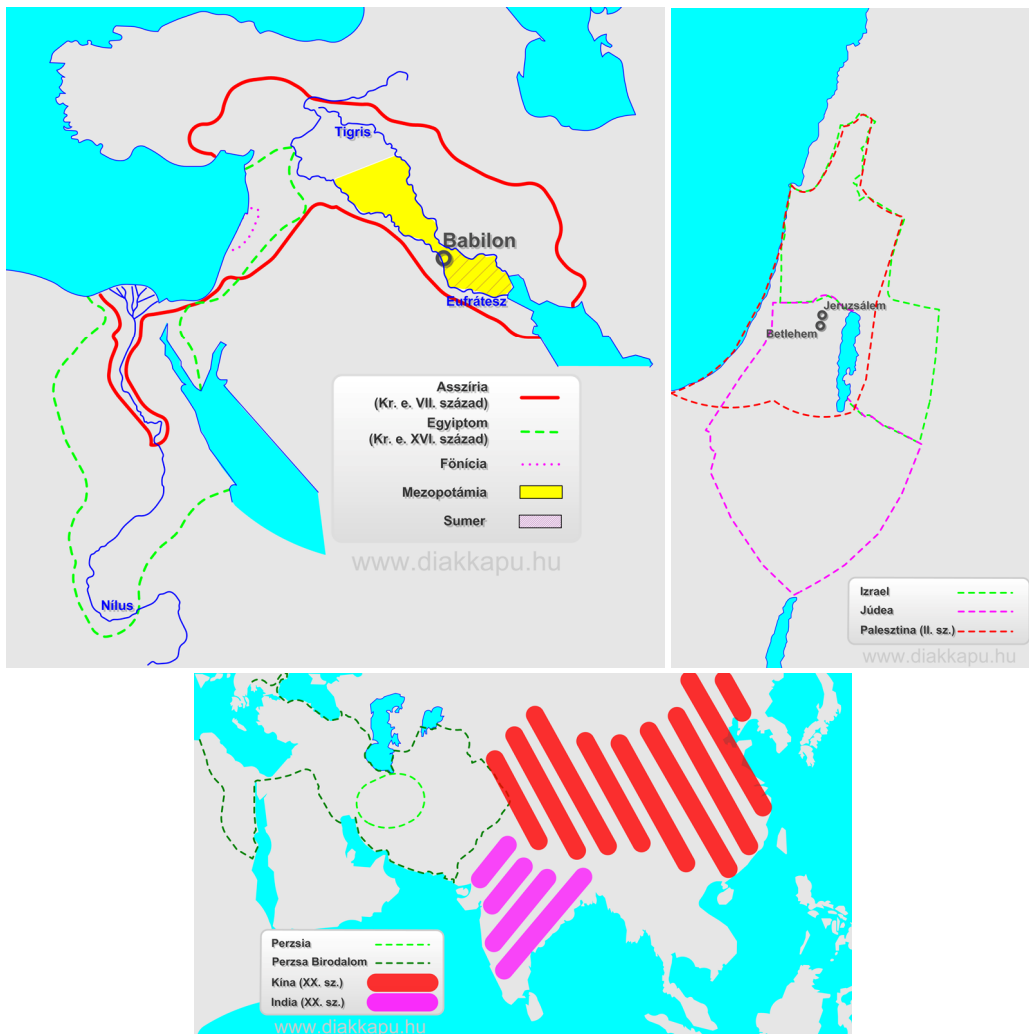 Tigris
Babilon
Eufrátesz
Nílus
Asszíria
(Kr. e. VII. század)
Egyiptom
(Kr. e. XVI. század)
Fönícia
Mezopotámia
Sumer
www.diakkapu.hu
Jeruzsálem
Betlehem
Izrael
Júdea
Palesztina (II. sz.)
www.diakkapu.hu
Perzsia
Perzsa Birodalom
Kína (XX. sz.)
India (XX. sz.)
www.diakkapu.hu